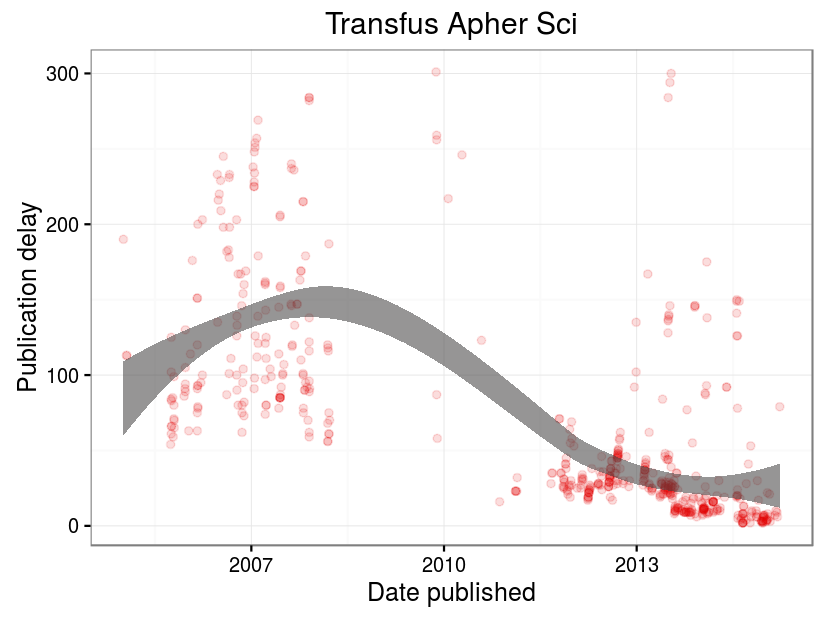 Transfus Apher Sci
300
200
100
0
Publication delay
2007
2010
2013
Date published